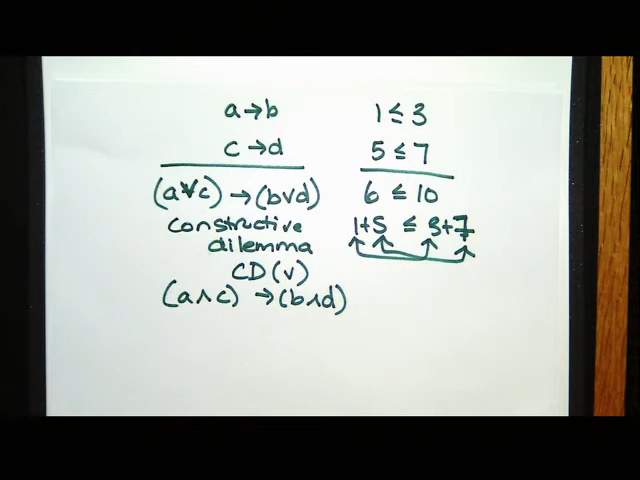 a→b
c→d
(a∨c) → (b∨d)
constructive
dilemma
CD(v)
(a∧c) → (b∧d)
1 ≤ 3
5 ≤ 7
6 ≤ 10
1+5 ≤ 3+7